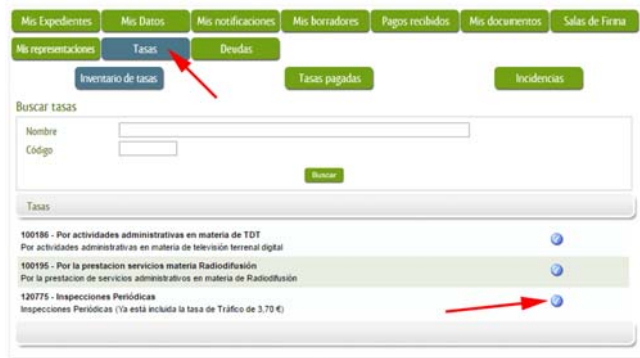 Mis Expedientes Mis Datos Mis notificaciones Mis borradores Pagos recibidos Mis documentos Salas de Firma
Mis representaciones Tasas Deudas
Inventario de tasas Tasas pagadas Incidencias
Buscar tasas
Nombre
Código
Buscar
Tasas
100186 - Por actividades administrativas en materia de TDT
Por actividades administrativas en materia de televisión terrenal digital
100195 - Por la prestacion servicios materia Radiodifusión
Por la prestacion de servicios administrativos en materia de Radiodifusión
120775 - Inspecciones Periódicas
Inspecciones Periódicas (Ya está incluida la tasa de Tráfico de 3,70 €)